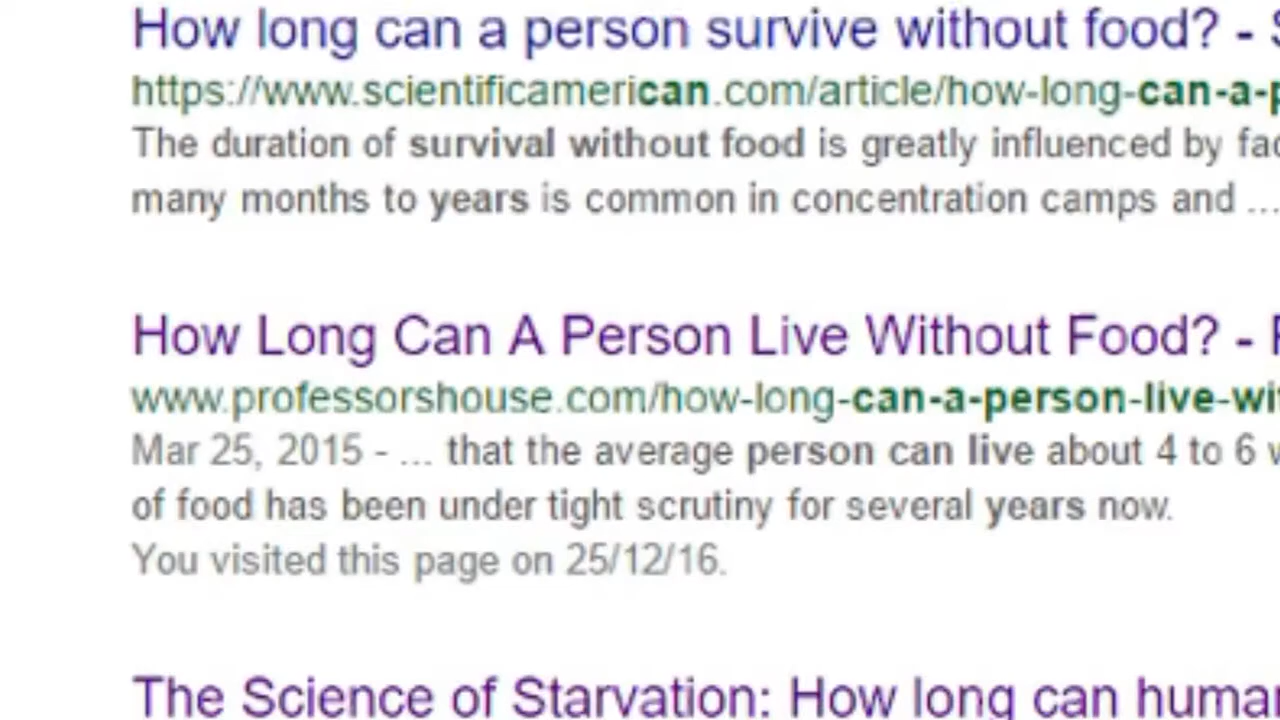 How long can a person survive without food? -
https://www.scientificamerican.com/article/how-long-can-a-p
The duration of survival without food is greatly influenced by fac
many months to years is common in concentration camps and ...
How Long Can A Person Live Without Food? -
www.professorshouse.com/how-long-can-a-person-live-wi
Mar 25, 2015 - ... that the average person can live about 4 to 6 w
of food has been under tight scrutiny for several years now.
You visited this page on 25/12/16.
The Science of Starvation: How long can human